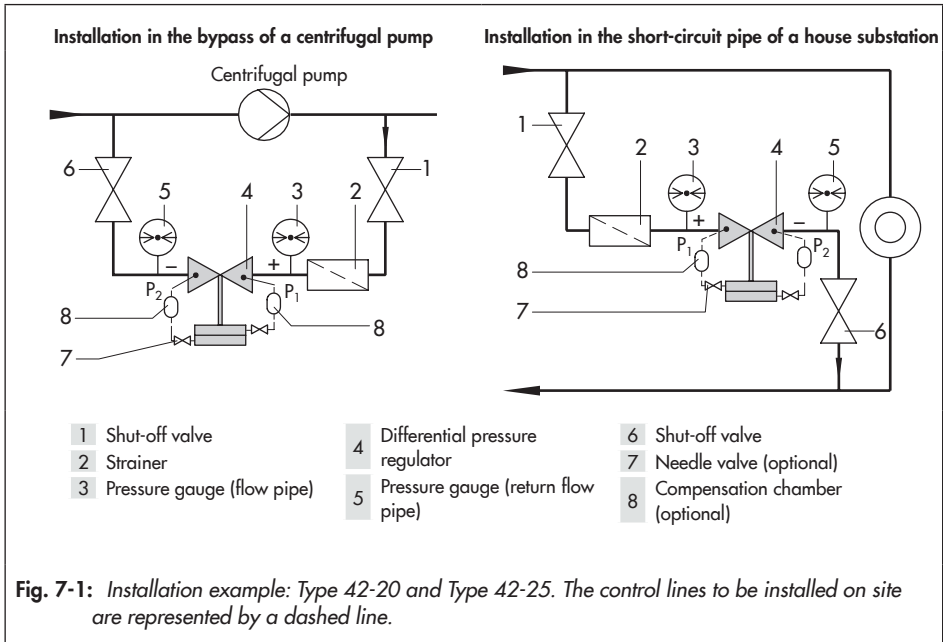 Installation in the bypass of a centrifugal pump
Centrifugal pump
6
1
5
4
3
2
–
+
P2
P1
8
8
7
Installation in the short-circuit pipe of a house substation
1
2
3
4
5
+
–
P1
P2
8
7
6
1 Shut-off valve
2 Strainer
3 Pressure gauge (flow pipe)
4 Differential pressure
regulator
5 Pressure gauge (return flow
pipe)
6 Shut-off valve
7 Needle valve (optional)
8 Compensation chamber
(optional)
Fig. 7-1: Installation example: Type 42-20 and Type 42-25. The control lines to be installed on site
are represented by a dashed line.